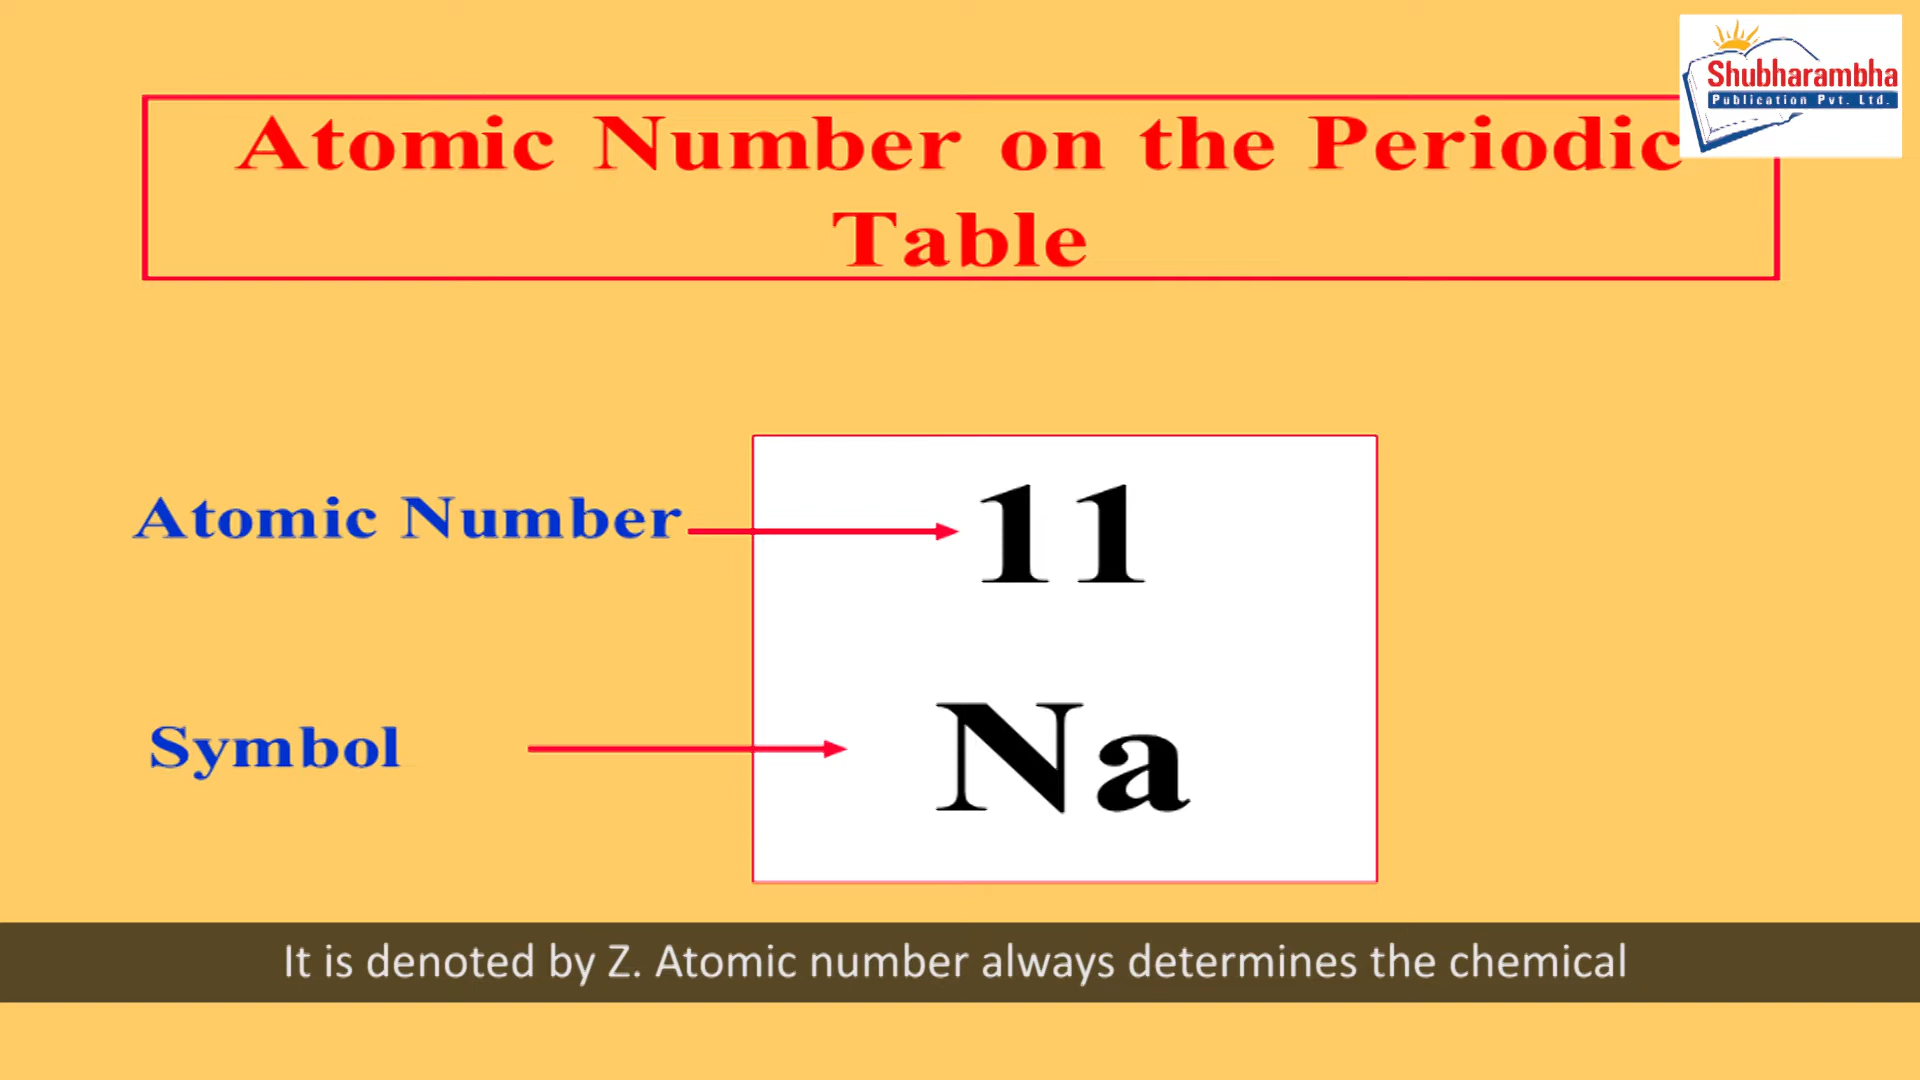 Shubharambha
Publication Pvt. Ltd.
Atomic Number on the Periodic
Table
Atomic Number
11
Symbol
Na
It is denoted by Z. Atomic number always determines the chemical